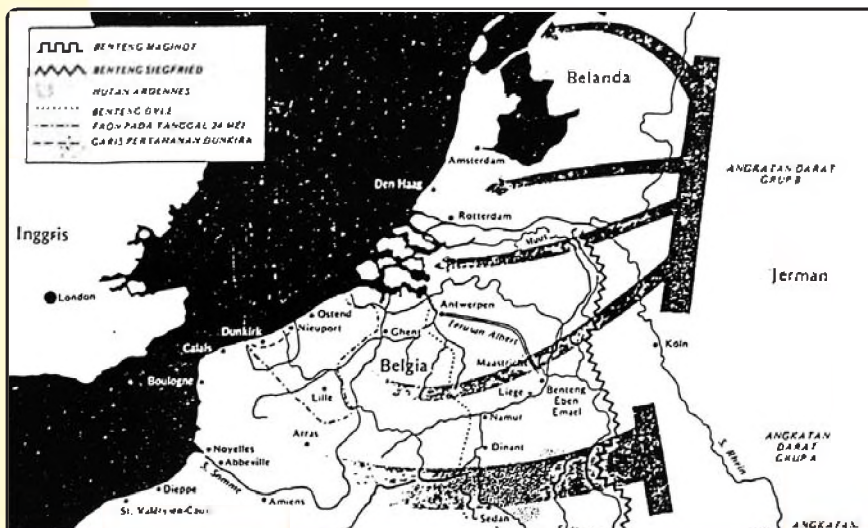 BENTENG MAGINOT
BENTENG SIEGFRIED
HUTAN ARDENNES
BENTENG DYLE
FRON PADA TANGGAL 24 MEI
GARIS PERTAHANAN DUNKIRK
Belanda
Amsterdam
Den Haag
Rotterdam
ANGKATAN DARAT
GRUP B
Inggris
London
Maas
Jerman
Ostend
Nieuport
Dunkirk
Calais
Boulogne
Ghent
Antwerpen
Terusan Albert
Belgia
Maastricht
Köln
Lille
Liege
Benteng
Eben
Emael
Namur
Arras
Dinant
Noyelles
Abbeville
S. Somme
ANGKATAN
DARAT
GRUP A
S. Rhein
Dieppe
Amiens
Sedan
ANGKATAN